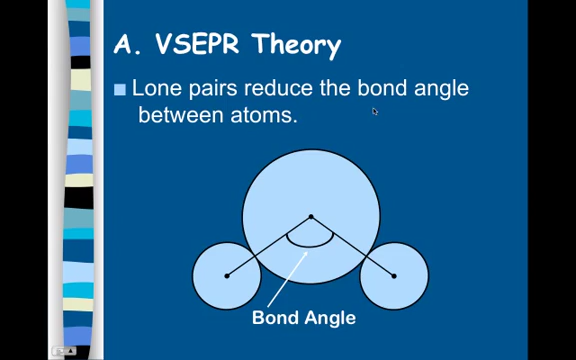 A. VSEPR Theory
Lone pairs reduce the bond angle
between atoms.
Bond Angle